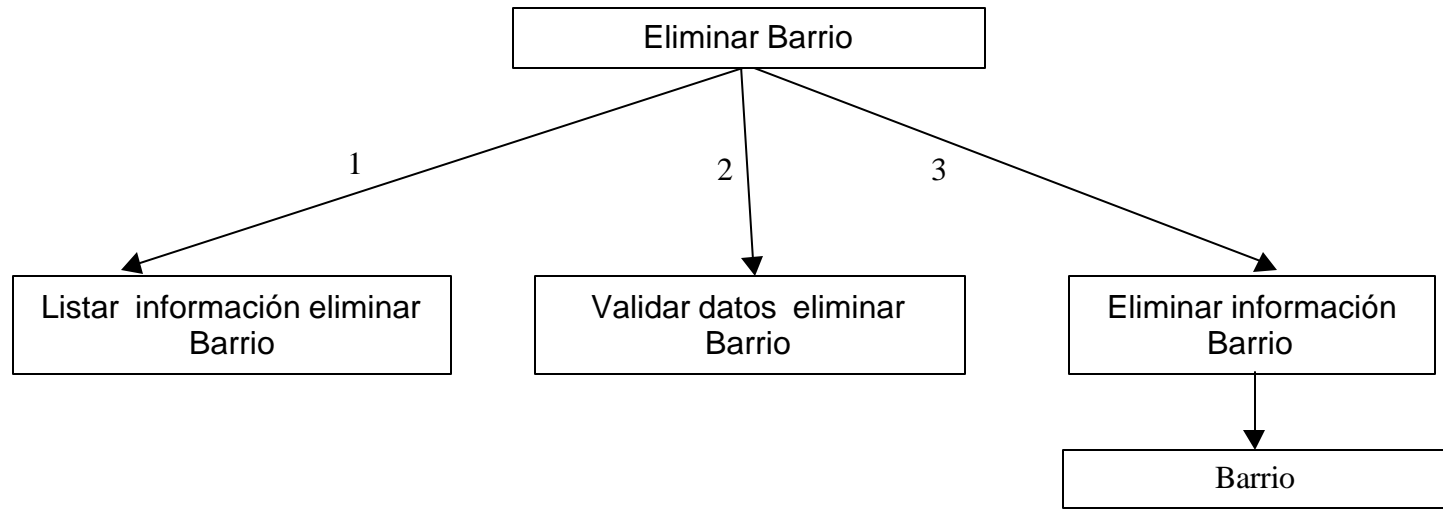 Eliminar Barrio
1
2
3
Listar información eliminar
Barrio
Validar datos eliminar
Barrio
Eliminar información
Barrio
Barrio